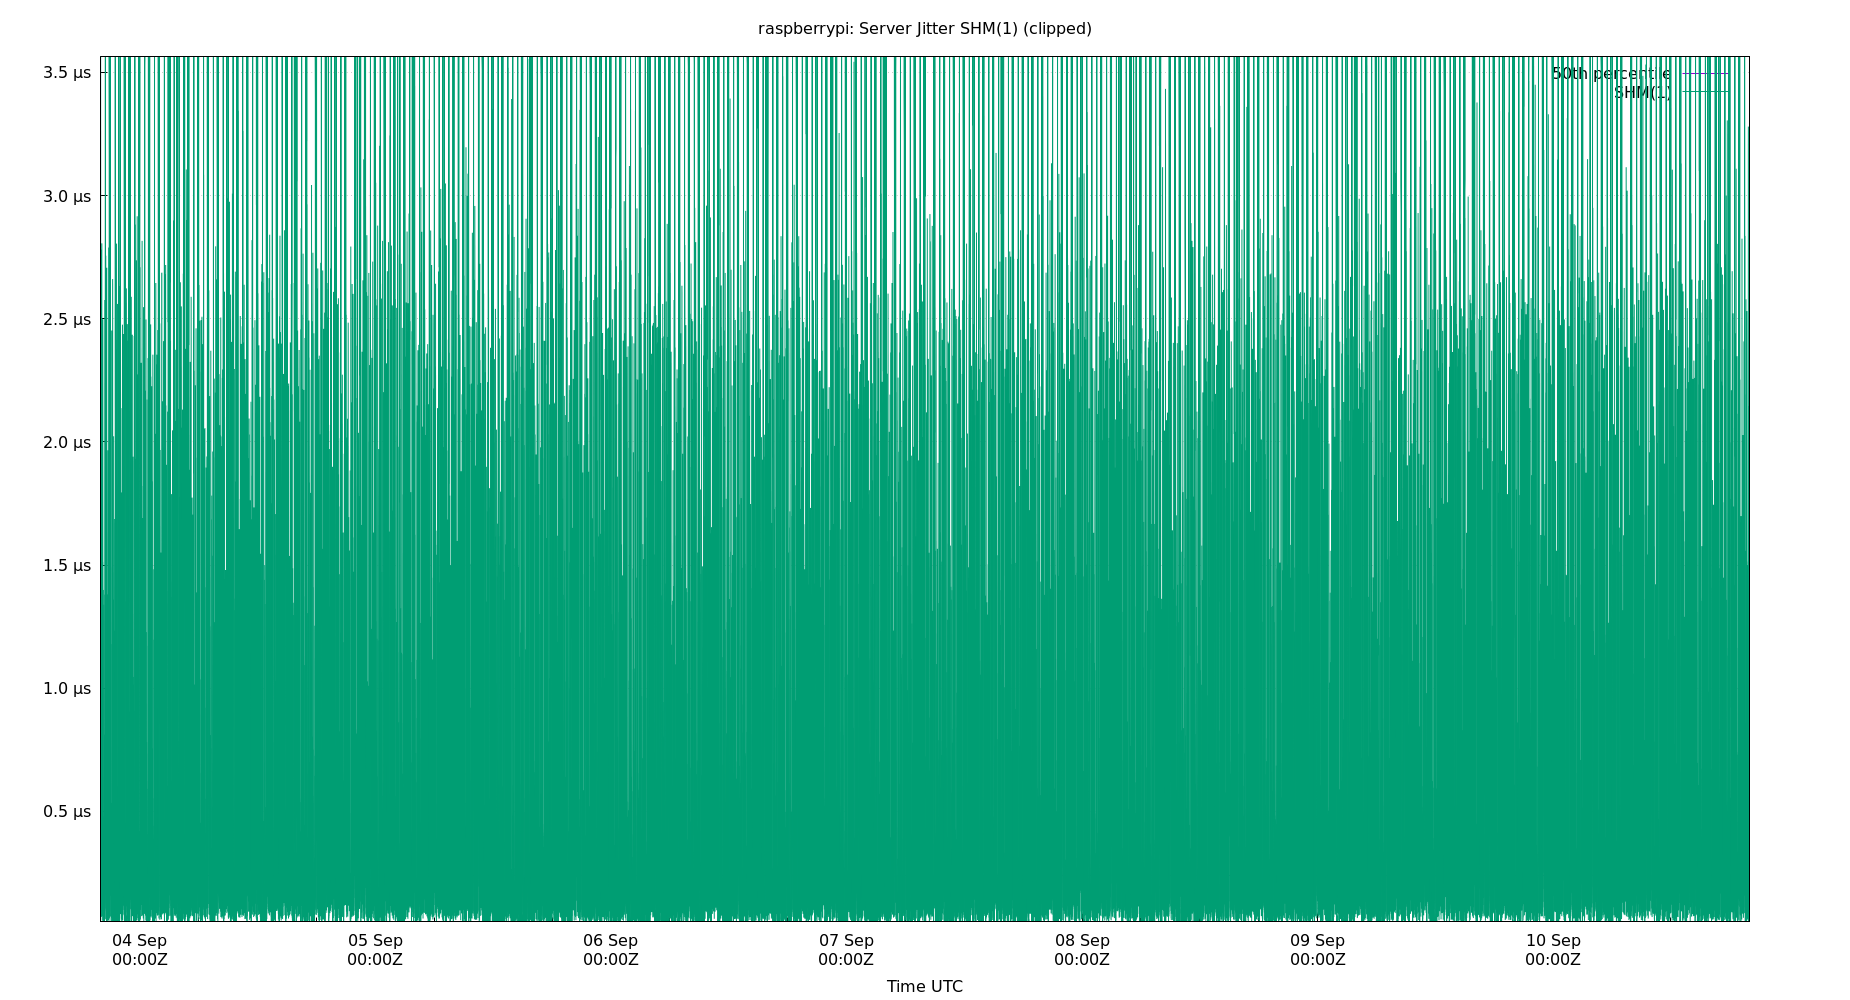 raspberrypi: Server Jitter SHM(1) (clipped)
50th percentile
SHM(1)
3.5 µs
3.0 µs
2.5 µs
2.0 µs
1.5 µs
1.0 µs
0.5 µs
04 Sep 05 Sep 06 Sep 07 Sep 08 Sep 09 Sep 10 Sep
00:00Z 00:00Z 00:00Z 00:00Z 00:00Z 00:00Z 00:00Z
Time UTC